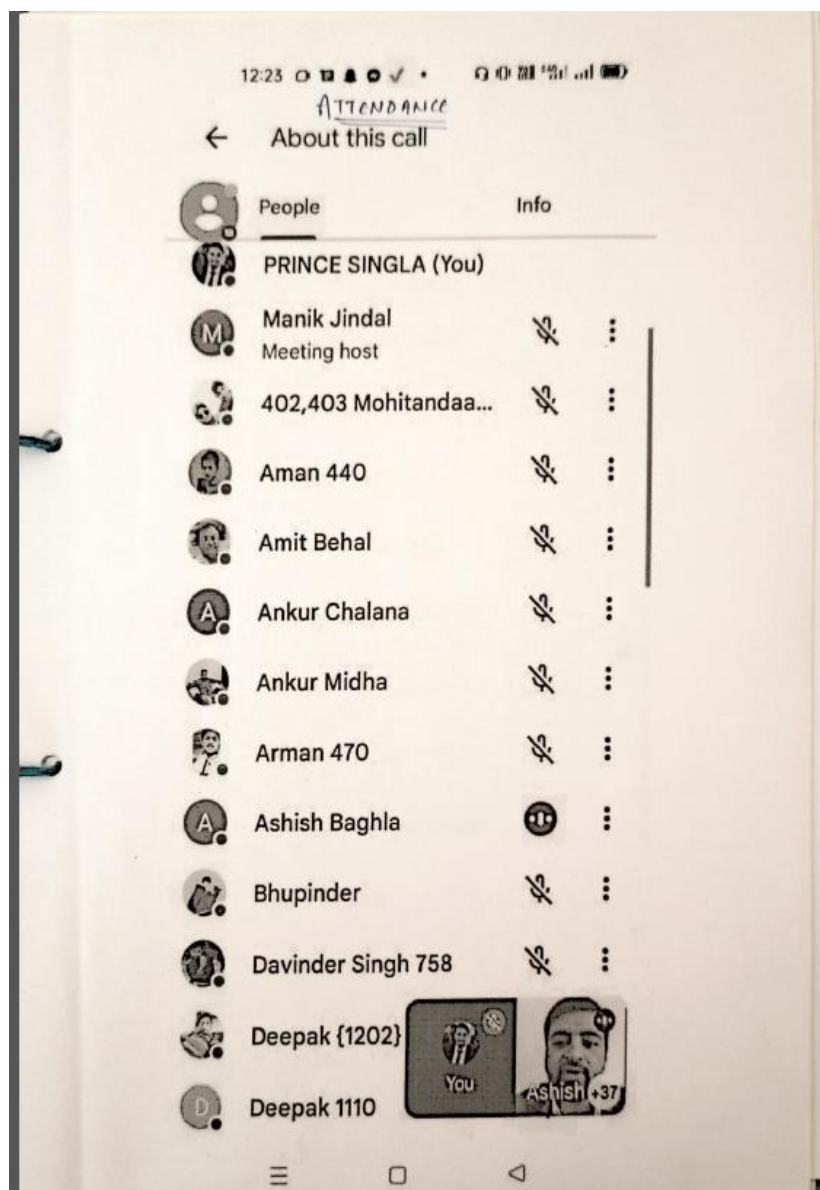 12:23
ATTENDANCE
← About this call
People Info
PRINCE SINGLA (You)
M Manik Jindal
Meeting host
402,403 Mohitandaa...
Aman 440
Amit Behal
A Ankur Chalana
Ankur Midha
Arman 470
A Ashish Baghla
Bhupinder
Davinder Singh 758
Deepak {1202}
You Ashish +37
D Deepak 1110